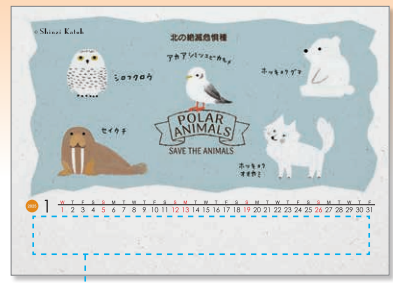 © Shinzi Katoh
北の絶滅危惧種
アカアシミツユビカモメ
シロフクロウ
ホッキョクグマ
POLAR
ANIMALS
SAVE THE ANIMALS
セイウチ
ホッキョク
オオカミ
1
W T F S S M T W T F S S M T W T F S S M T W T F S S M T W T F
1 2 3 4 5 6 7 8 9 10 11 12 13 14 15 16 17 18 19 20 21 22 23 24 25 26 27 28 29 30 31